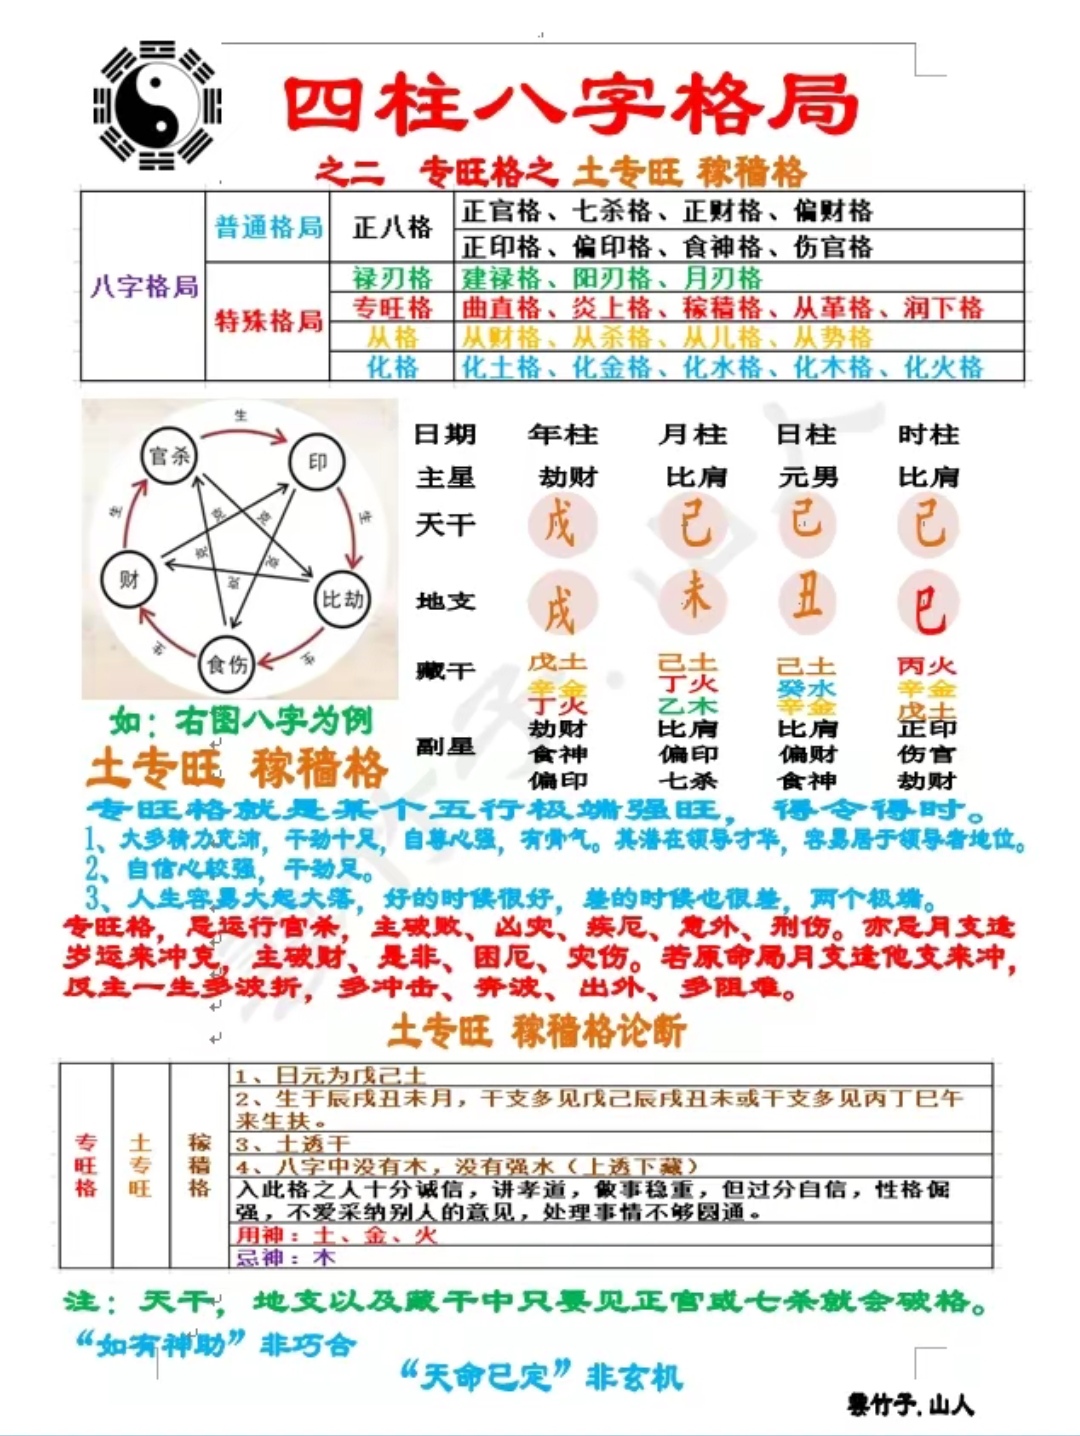 四柱八字格局
之二 专旺格之 土专旺 稼穑格
八字格局
普通格局
正八格
正官格、七杀格、正财格、偏财格
正印格、偏印格、食神格、伤官格
特殊格局
禄刃格
建禄格、阳刃格、月刃格
专旺格
曲直格、炎上格、稼穑格、从革格、润下格
从格
从财格、从杀格、从儿格、从势格
化格
化土格、化金格、化水格、化木格、化火格
官杀
生
印
生
比劫
生
食伤
生
财
生
克
克
克
克
克
如：右图八字为例
日期 年柱 月柱 日柱 时柱
主星 劫财 比肩 元男 比肩
天干 戊 己 己 己
地支 戌 未 丑 巳
藏干 戊土 己土 己土 丙火
辛金 丁火 癸水 辛金
丁火 乙木 辛金 戊土
副星 劫财 比肩 比肩 正印
食神 偏印 偏财 伤官
偏印 七杀 食神 劫财
土专旺 稼穑格
专旺格就是某个五行极端强旺，得令得时。
1、大多精力充沛，干劲十足，自尊心强，有骨气。其潜在领导才华，容易居于领导者地位。
2、自信心较强，干劲足。
3、人生容易大起大落，好的时候很好，差的时候也很差，两个极端。
专旺格，忌运行官杀，主破败、凶灾、疾厄、意外、刑伤。亦忌月支逢
岁运来冲克，主破财、是非、困厄、灾伤。若原命局月支逢他支来冲，
反主一生多波折，多冲击、奔波、出外、多阻难。
土专旺 稼穑格论断
专旺格
土专旺
稼穑格
1、日元为戊己土
2、生于辰戌丑未月，干支多见戊己辰戌丑未或干支多见丙丁巳午
来生扶。
3、土透干
4、八字中没有木，没有强水（上透下藏）
入此格之人十分诚信，讲孝道，做事稳重，但过分自信，性格倔
强，不爱采纳别人的意见，处理事情不够圆通。
用神：土、金、火
忌神：木
注：天干，地支以及藏干中只要见正官或七杀就会破格。
“如有神助”非巧合
“天命已定”非玄机
雲竹子.山人